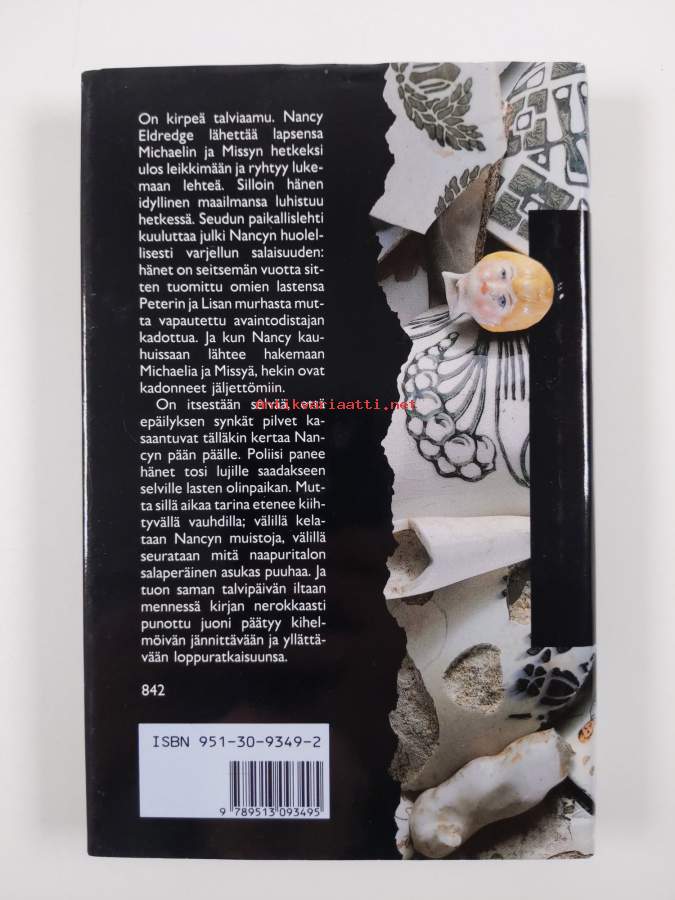 On kirpeä talviaamu. Nancy
Eldredge lähettää lapsensa
Michaelin ja Missyn hetkeksi
ulos leikkimään ja ryhtyy luke-
maan lehteä. Silloin hänen
idyllinen maailmansa luhistuu
hetkessä. Seudun paikallislehti
kuuluttaa julki Nancyn huolel-
lisesti varjellun salaisuuden:
hänet on seitsemän vuotta sit-
ten tuomittu omien lastensa
Peterin ja Lisan murhasta mut-
ta vapautettu avaintodistajan
kadottua. Ja kun Nancy kau-
huissaan lähtee hakemaan
Michaelia ja Missyä, hekin ovat
kadonneet jäljettömiin.
On itsestään selvää, että
Antikvariaatti.net
epäilyksen synkät pilvet ka-
saantuvat tälläkin kertaa Nan-
cyn pään päälle. Poliisi panee
hänet tosi lujille saadakseen
selville lasten olinpaikan. Mut-
ta sillä aikaa tarina etenee kiih-
tyvällä vauhdilla; välillä kela-
taan Nancyn muistoja, välillä
seurataan mitä naapuritalon
salaperäinen asukas puuhaa. Ja
tuon saman talvipäivän iltaan
mennessä kirjan nerokkaasti
punottu juoni päätyy kihel-
möivän jännittävään ja yllättä-
vään loppuratkaisuunsa.
842
ISBN 951-30-9349-2
9 789513 093495